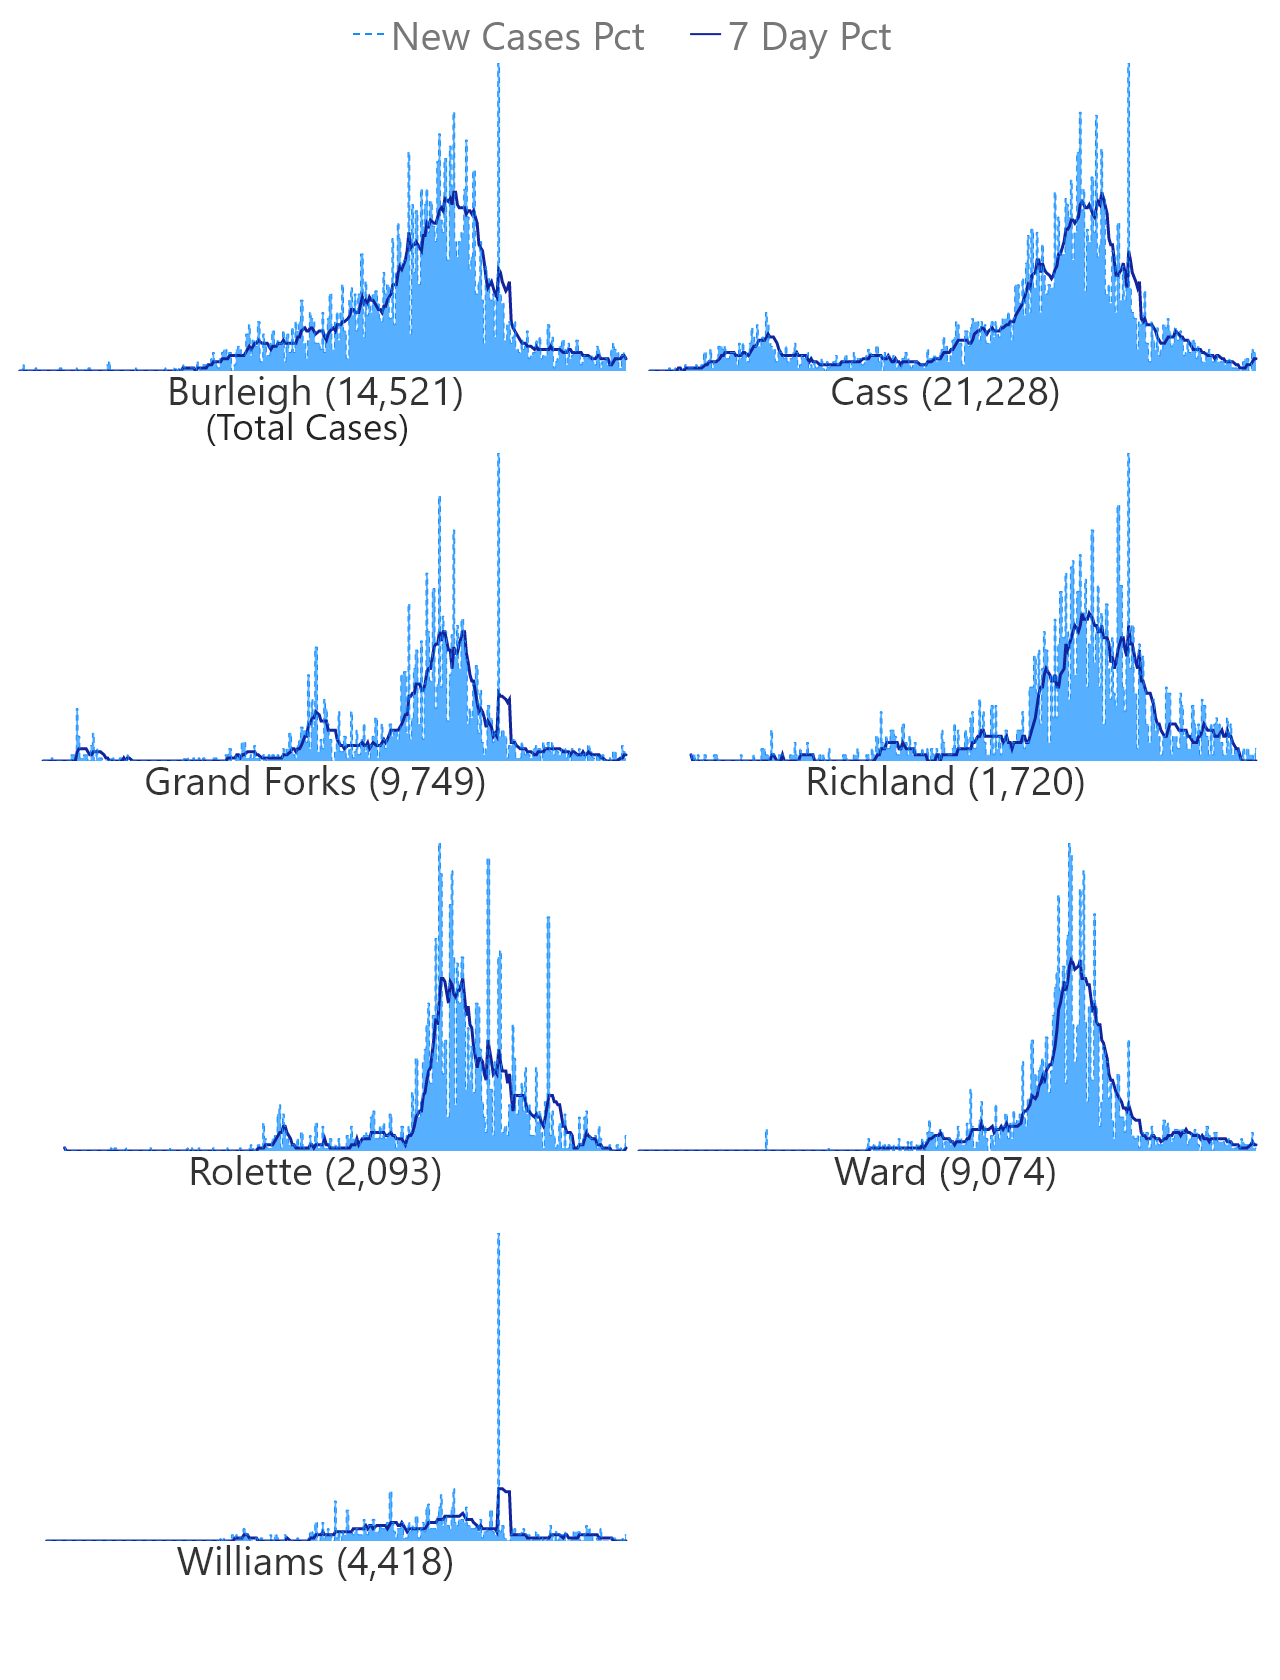 New Cases Pct 7 Day Pct
Burleigh (14,521) Cass (21,228)
(Total Cases)
Grand Forks (9,749) Richland (1,720)
Rolette (2,093) Ward (9,074)
Williams (4,418)